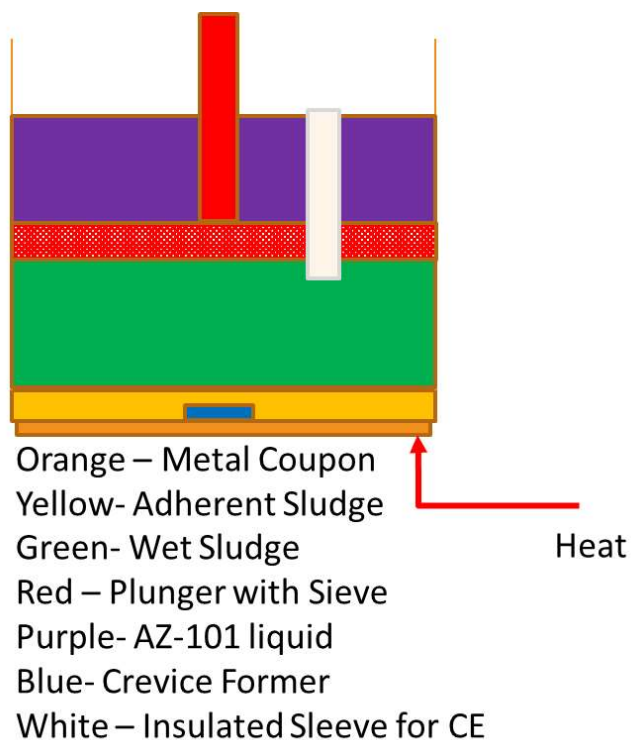 Orange – Metal Coupon
Yellow- Adherent Sludge
Green- Wet Sludge
Heat
Red – Plunger with Sieve
Purple- AZ-101 liquid
Blue- Crevice Former
White – Insulated Sleeve for CE